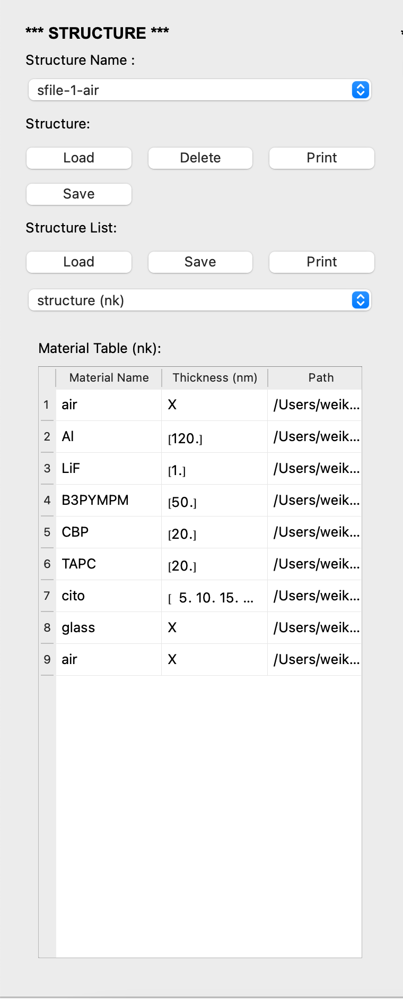 *** STRUCTURE ***
Structure Name :
sfile-1-air
Structure:
Load Delete Print
Save
Structure List:
Load Save Print
structure (nk)
Material Table (nk):
Material Name Thickness (nm) Path
1 air X /Users/weik...
2 Al [120.] /Users/weik...
3 LiF [1.] /Users/weik...
4 B3PYMPM [50.] /Users/weik...
5 CBP [20.] /Users/weik...
6 TAPC [20.] /Users/weik...
7 cito [ 5. 10. 15. ... /Users/weik...
8 glass X /Users/weik...
9 air X /Users/weik...